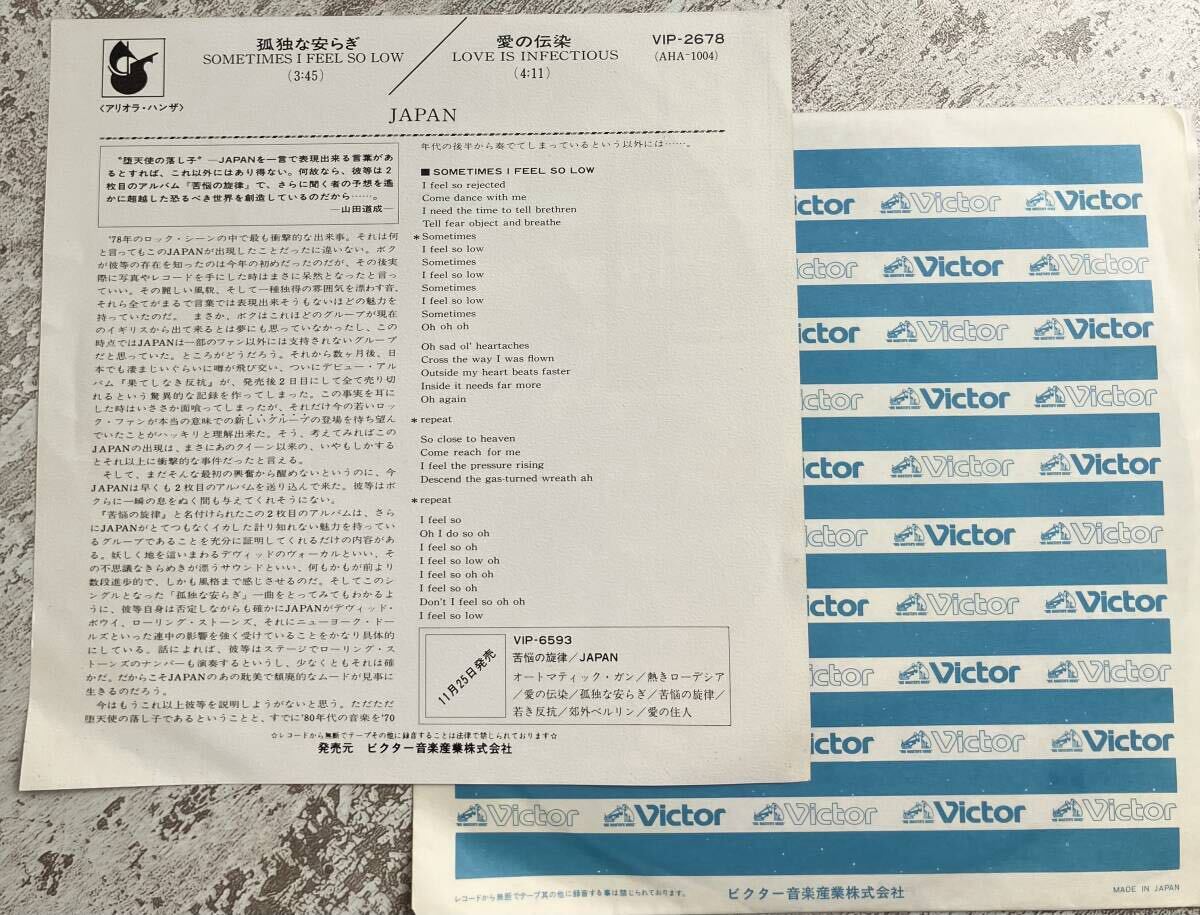 孤独な安らぎ
SOMETIMES I FEEL SO LOW
(3:45)
愛の伝染
LOVE IS INFECTIOUS
(4:11)
VIP-2678
(AHA-1004)
〈アリオラ・ハンザ〉
JAPAN
"堕天使の落し子" ―JAPANを一言で表現出来る言葉があ
るとすれば、これ以外にはあり得ない。何故なら、彼等は2
枚目のアルバム「苦悩の旋律」で、さらに聞く者の予想を遥
かに超越した恐るべき世界を創造しているのだから……。
―山田道成―
'78年のロック・シーンの中で最も衝撃的な出来事。それは何
と言ってもこのJAPANが出現したことだったに違いない。ボク
が彼等の存在を知ったのは今年の初めだったのだが、その後実
際に写真やレコードを手にした時はまさに呆然となったと言っ
ていい。その麗しい風貌、そして一種独得の雰囲気を漂わす音、
それら全てがまるで言葉では表現出来そうもないほどの魅力を
持っていたのだ。 まさか、ボクはこれほどのグループが現在
のイギリスから出て来るとは夢にも思っていなかったし、この
時点ではJAPANは一部のファン以外には支持されないグループ
だと思っていた。ところがどうだろう。それから数ヶ月後、日
本でも凄まじいぐらいに噂が飛び交い、ついにデビュー・アル
バム『果てしなき反抗』が、発売後2日目にして全て売り切
れるという驚異的な記録を作ってしまった。この事実を耳に
した時はいささか面喰ってしまったが、それだけ今の若いロッ
ク・ファンが本当の意味での新しいグループの登場を待ち望ん
でいたことがハッキリと理解出来た。そう、考えてみればこの
JAPANの出現は、まさにあのクイーン以来の、いやもしかする
とそれ以上に衝撃的な事件だったと言える。
そして、まだそんな最初の興奮から醒めないというのに、今
JAPANは早くも2枚目のアルバムを送り込んで来た。彼等はボ
クらに一瞬の息をぬく間も与えてくれそうにない。
『苦悩の旋律』と名付けられたこの2枚目のアルバムは、さら
にJAPANがとてつもなくイカした計り知れない魅力を持ってい
るグループであることを充分に証明してくれるだけの内容があ
る。妖しく地を這いまわるデヴィッドのヴォーカルといい、そ
の不思議なきらめきが漂うサウンドといい、何もかもが前より
数段進歩的で、しかも風格まで感じさせるのだ。そしてこのシ
ングルとなった「孤独な安らぎ」一曲をとってみてもわかるよ
うに、彼等自身は否定しながらも確かにJAPANがデヴィッド・
ボウイ、ローリング・ストーンズ、それにニューヨーク・ドー
ルズといった連中の影響を強く受けていることをかなり具体的
にしている。話によれば、彼等はステージでローリング・ス
トーンズのナンバーも演奏するというし、少なくともそれは確
かだ。だからこそJAPANのあの耽美で頽廃的なムードが見事に
生きるのだろう。
今はもうこれ以上彼等を説明しようがないと思う。ただただ
堕天使の落し子であるということと、すでに'80年代の音楽を'70
年代の後半から奏でてしまっているという以外には……。
■ SOMETIMES I FEEL SO LOW
I feel so rejected
Come dance with me
I need the time to tell brethren
Tell fear object and breathe
*Sometimes
I feel so low
Sometimes
I feel so low
Sometimes
I feel so low
Sometimes
Oh oh oh
Oh sad ol' heartaches
Cross the way I was flown
Outside my heart beats faster
Inside it needs far more
Oh again
*repeat
So close to heaven
Come reach for me
I feel the pressure rising
Descend the gas-turned wreath ah
*repeat
I feel so
Oh I do so oh
I feel so oh
I feel so low oh
I feel so oh oh
I feel so oh
Don't I feel so oh oh
I feel so low
11月25日発売
VIP-6593
苦悩の旋律/JAPAN
オートマティック・ガン/熱きローデシア
/愛の伝染/孤独な安らぎ/苦悩の旋律/
若き反抗/郊外ベルリン/愛の住人
☆レコードから無断でテープその他に録音することは法律で禁じられております☆
発売元 ビクター音楽産業株式会社
ictor Victor Victor
ictor Victor Victor
ictor Victor Victor
ctor Victor Victor
ictor Victor Victor
ctor Victor Victor
ictor Victor Victor
ctor Victor Victor
ictor Victor Victor
Victor Victor Victor Victor Victor
レコードから無断でテープ其の他に録音する事は禁じられております。
ビクター音楽産業株式会社
MADE IN JAPAN